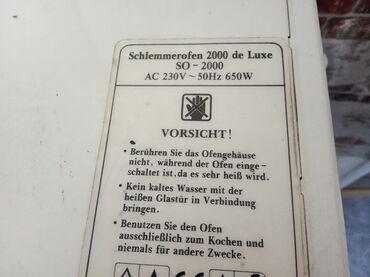 Schlemmerofen 2000 de Luxe
SO - 2000
AC 230V ~ 50Hz 650W
VORSICHT!
• Berühren Sie das Ofengehäuse
nicht, während der Ofen einge-
schaltet ist, da es sehr heiß wird.
• Kein kaltes Wasser mit der
heißen Glastür in Verbindung
bringen.
• Benutzen Sie den Ofen
ausschließlich zum Kochen und
niemals für andere Zwecke.